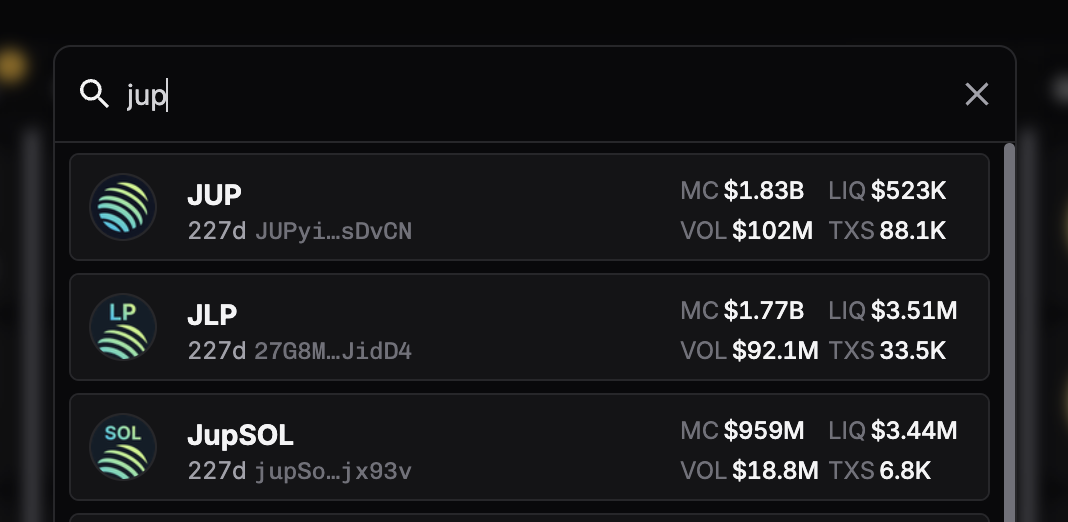 jup
JUP
MC $1.83B LIQ $523K
227d JUPyi…sDvCN
VOL $102M TXS 88.1K
LP
JLP
MC $1.77B LIQ $3.51M
227d 27G8M…JidD4
VOL $92.1M TXS 33.5K
SOL
JupSOL
MC $959M LIQ $3.44M
227d jupSo…jx93v
VOL $18.8M TXS 6.8K